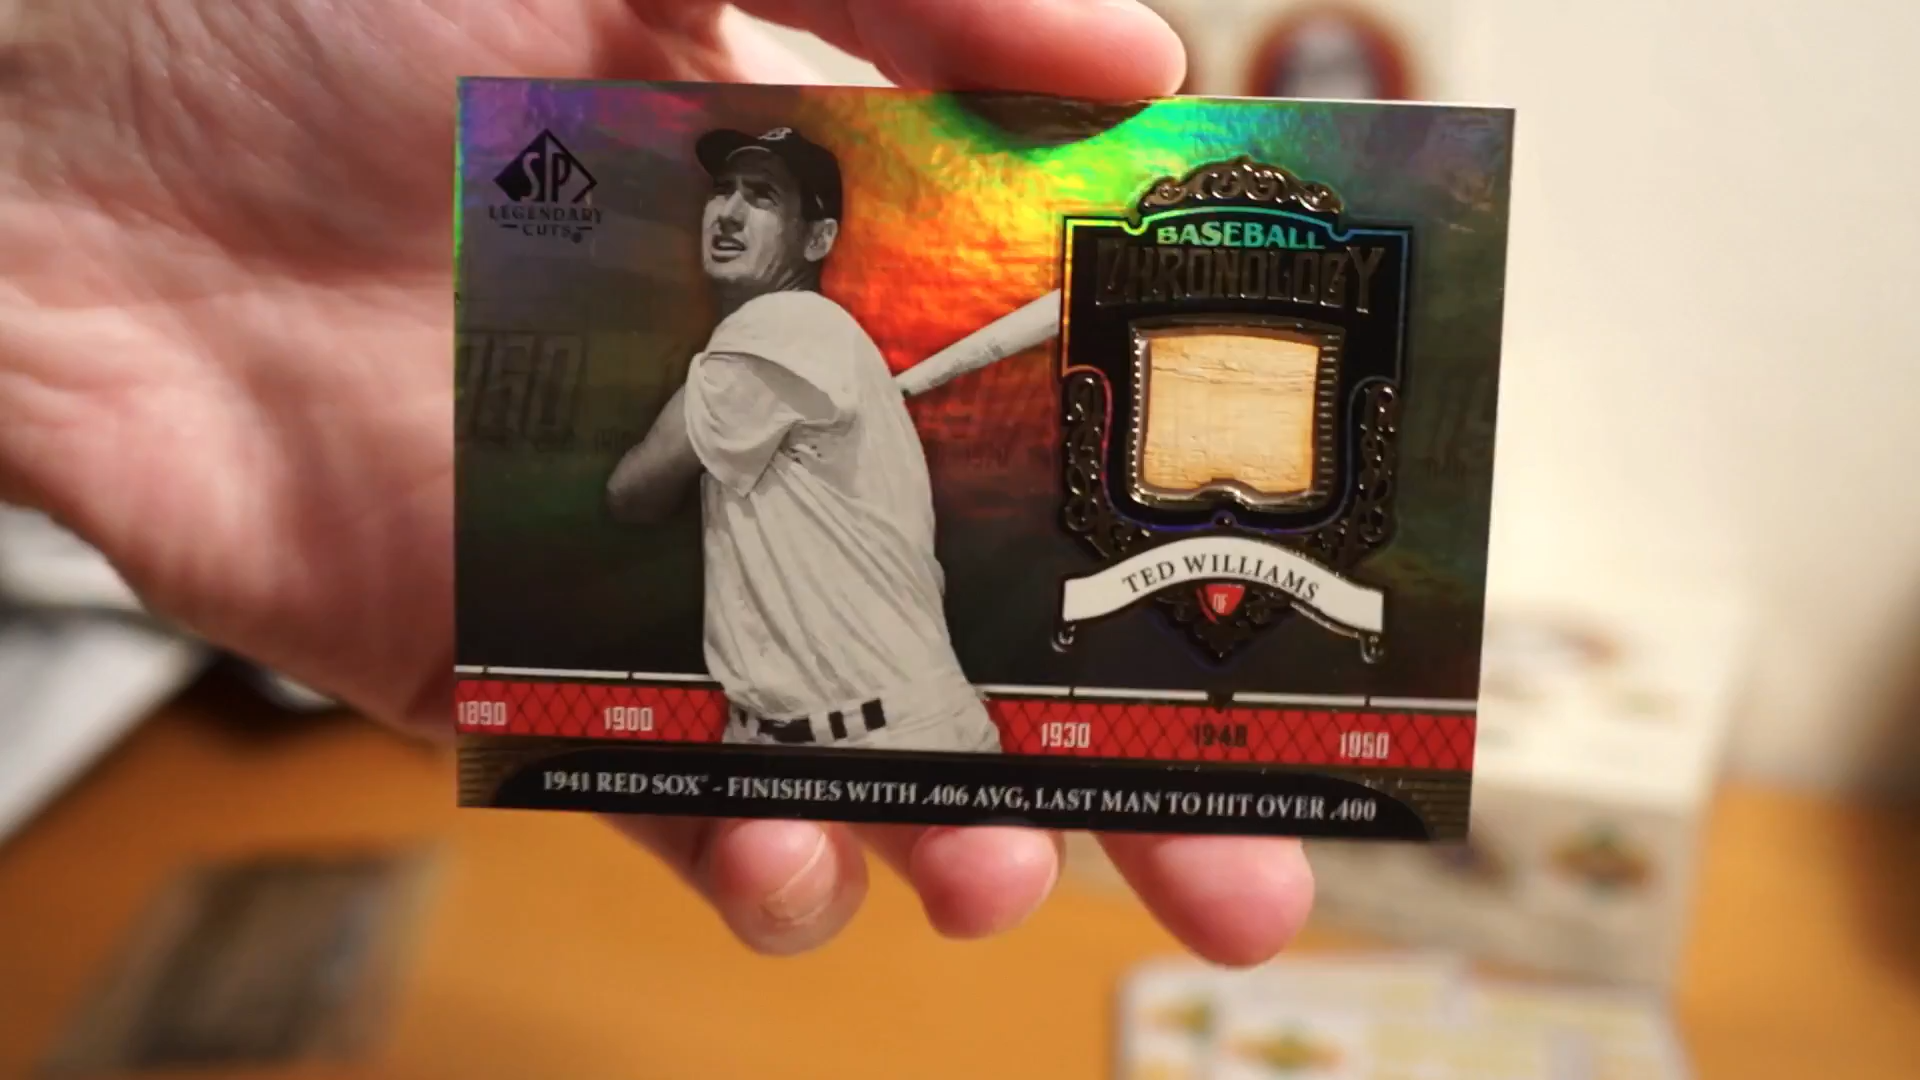 SP
LEGENDARY
CUTS
B
BASEBALL
CHRONOLOGY
TED WILLIAMS
OF
1890 1900 1930 1940 1950
1941 RED SOX® - FINISHES WITH .406 AVG, LAST MAN TO HIT OVER .400